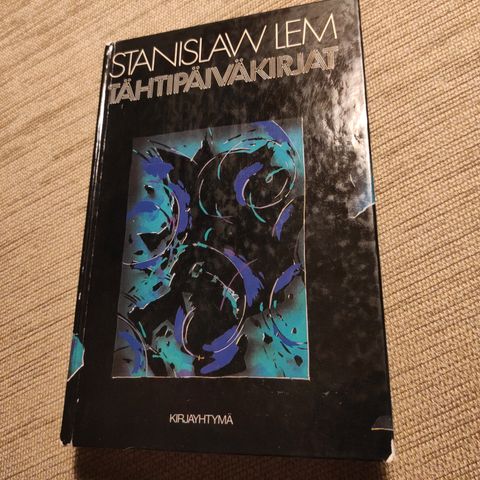 STANISLAW LEM
TÄHTIPÄIVÄKIRJAT
KIRJAYHTYMÄ